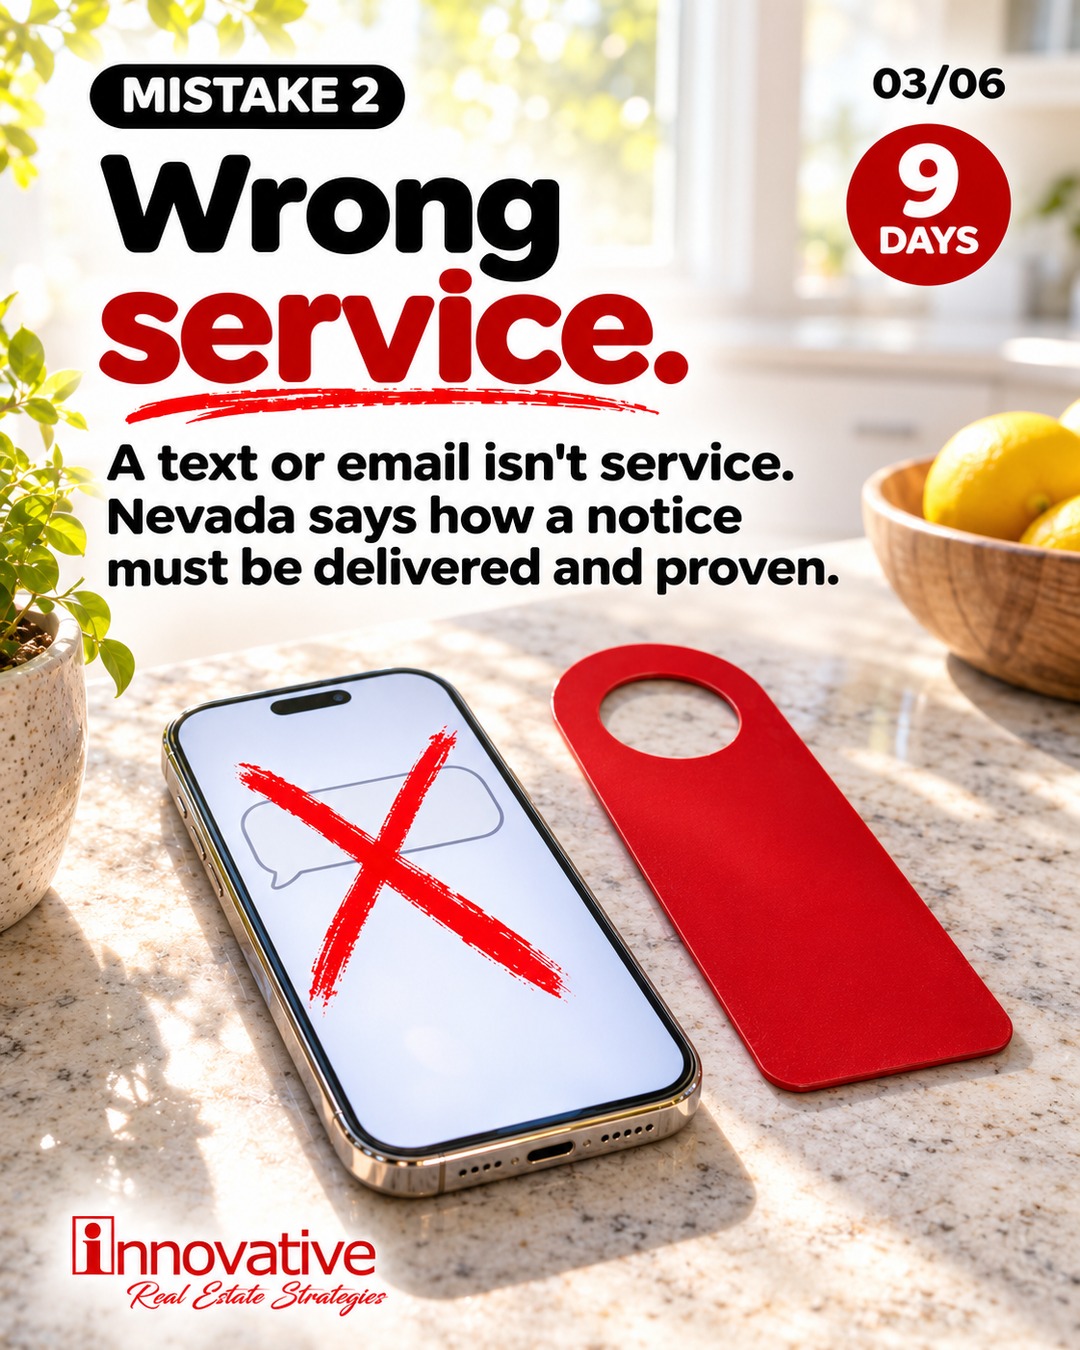 MISTAKE 2
03/06
9
DAYS
Wrong
service.
A text or email isn't service.
Nevada says how a notice
must be delivered and proven.
innovative
Real Estate Strategies